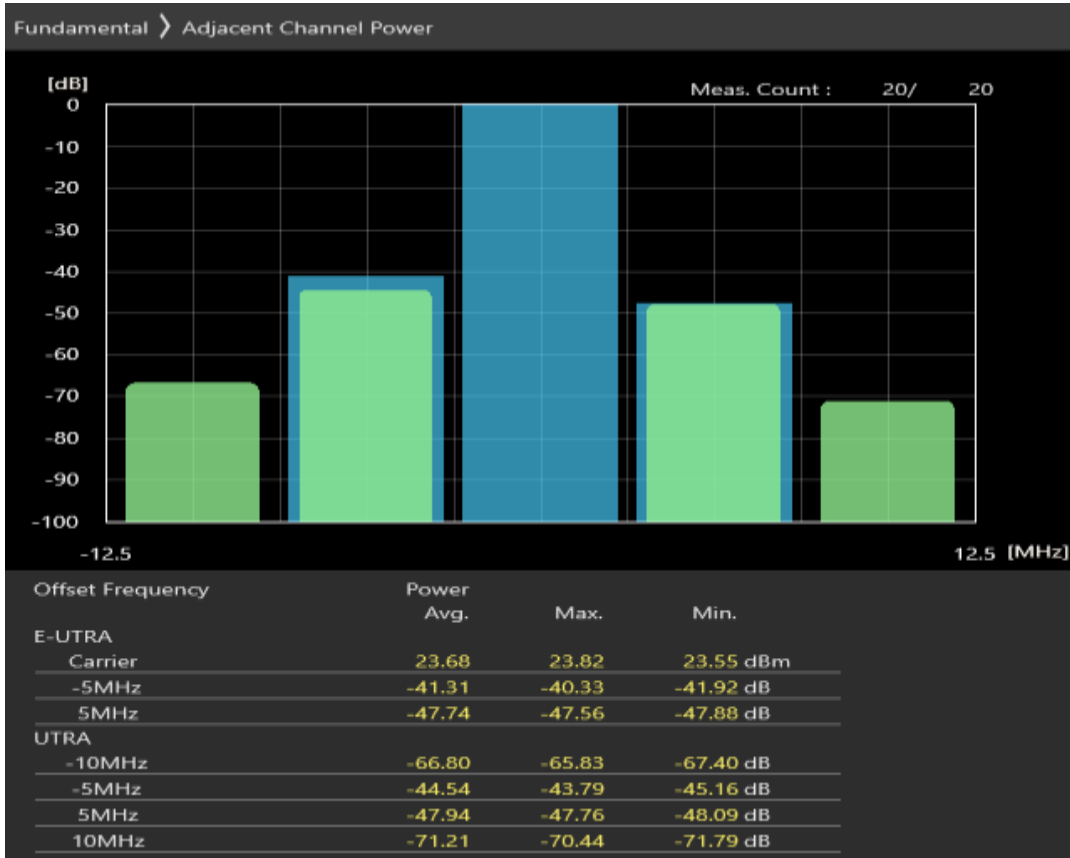 Fundamental ❭ Adjacent Channel Power
[dB]
Meas. Count : 20/ 20
0
-10
-20
-30
-40
-50
-60
-70
-80
-90
-100
-12.5 12.5 [MHz]
Offset Frequency Power
Avg. Max. Min.
E-UTRA
Carrier 23.68 23.82 23.55 dBm
-5MHz -41.31 -40.33 -41.92 dB
5MHz -47.74 -47.56 -47.88 dB
UTRA
-10MHz -66.80 -65.83 -67.40 dB
-5MHz -44.54 -43.79 -45.16 dB
5MHz -47.94 -47.76 -48.09 dB
10MHz -71.21 -70.44 -71.79 dB